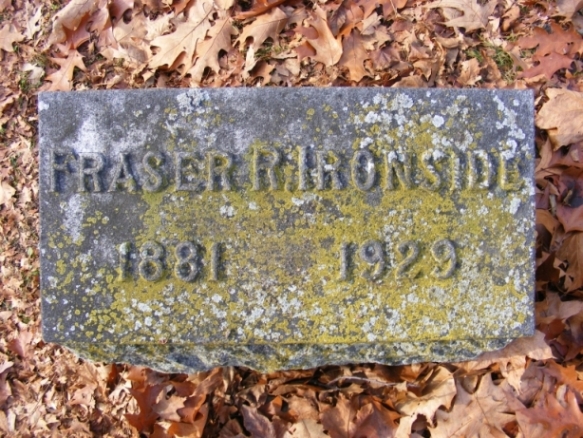 FRASER R. IRONSIDE
1881 1929